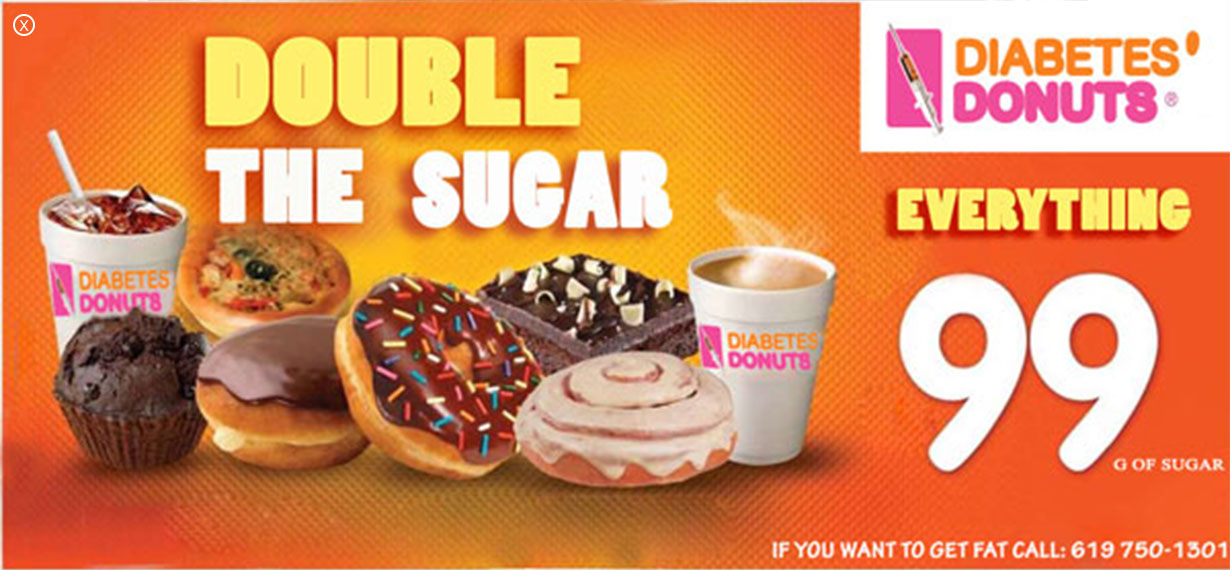 X
DOUBLE
THE SUGAR
DIABETES'
DONUTS ®
EVERYTHING
99
G OF SUGAR
DIABETES'
DONUTS
DIABETES'
DONUTS
IF YOU WANT TO GET FAT CALL: 619 750-1301